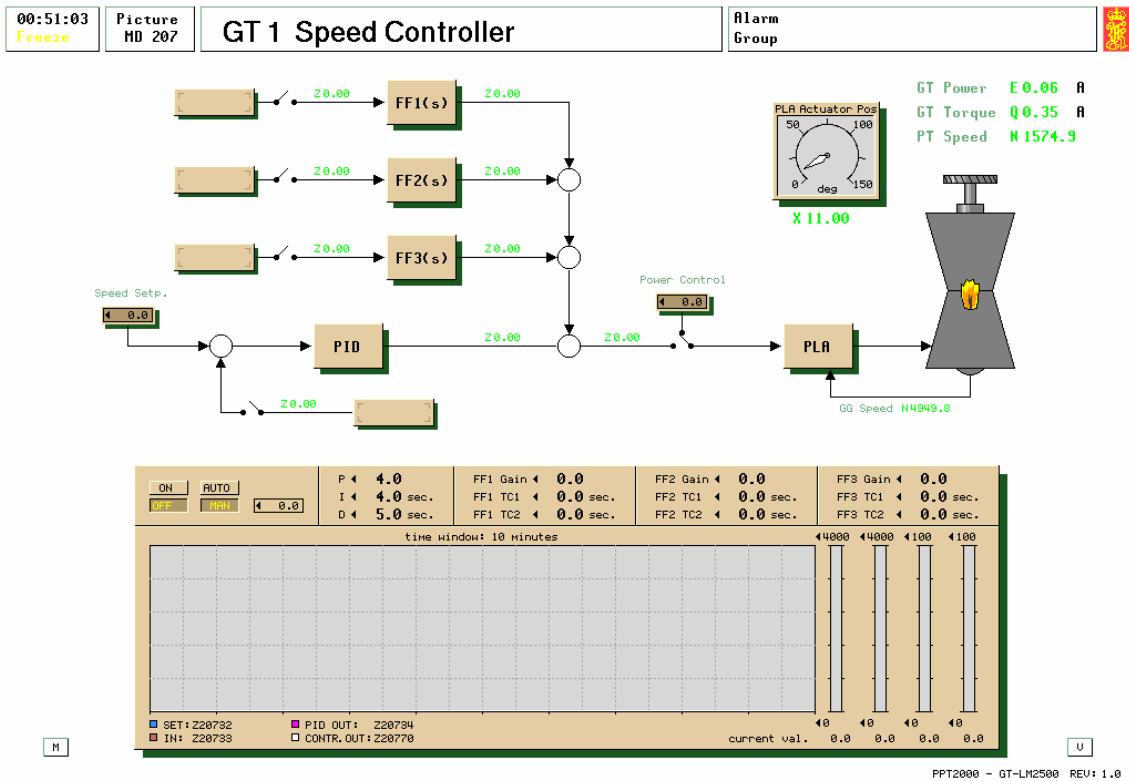 00:51:03
Freeze
Picture
MD 207
GT 1 Speed Controller
Alarm
Group
GT Power E 0.06 A
GT Torque Q 0.35 A
PT Speed N 1574.9
PLA Actuator Pos
50 100
0 deg 150
X 11.00
Z0.00 FF1(s) Z0.00
Z0.00 FF2(s) Z0.00
Z0.00 FF3(s) Z0.00
Speed Setp.
0.0
Power Control
0.0
PID Z0.00 Z0.00 PLA
Z0.00
GG Speed N4949.8
ON AUTO
OFF MAN 0.0
P 4.0
I 4.0 sec.
D 5.0 sec.
FF1 Gain 0.0
FF1 TC1 0.0 sec.
FF1 TC2 0.0 sec.
FF2 Gain 0.0
FF2 TC1 0.0 sec.
FF2 TC2 0.0 sec.
FF3 Gain 0.0
FF3 TC1 0.0 sec.
FF3 TC2 0.0 sec.
time window: 10 minutes
4000 4000 100 100
0 0 0 0
SET:Z20732 PID OUT: Z20734
IN: Z20733 CONTR.OUT:Z20770
current val. 0.0 0.0 0.0 0.0
M
V
PPT2000 - GT-LM2500 REV: 1.0